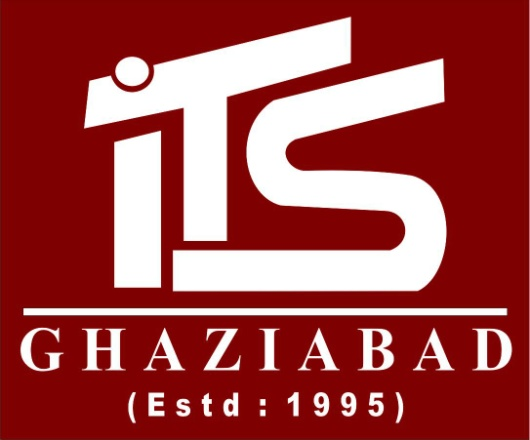 iTS
GHAZIABAD
(Estd : 1995)